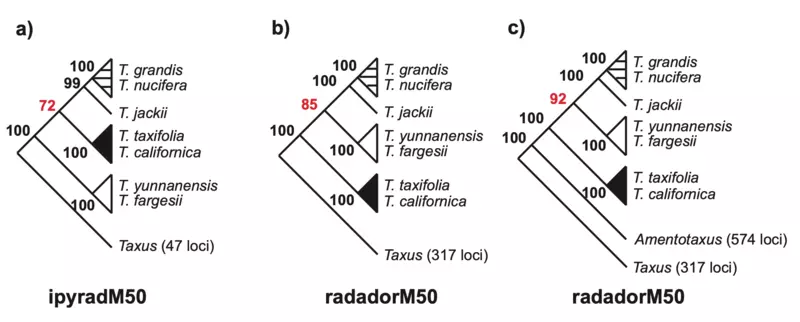 a)
100
T. grandis
T. nucifera
99
72
T. jackii
100
T. taxifolia
T. californica
100
T. yunnanensis
T. fargesii
100
Taxus (47 loci)
ipyradM50
b)
100
T. grandis
T. nucifera
100
85
T. jackii
100
T. yunnanensis
T. fargesii
100
T. taxifolia
T. californica
100
Taxus (317 loci)
radadorM50
c)
100
T. grandis
T. nucifera
100
92
T. jackii
100
T. yunnanensis
T. fargesii
100
100
T. taxifolia
T. californica
100
Amentotaxus (574 loci)
Taxus (317 loci)
radadorM50